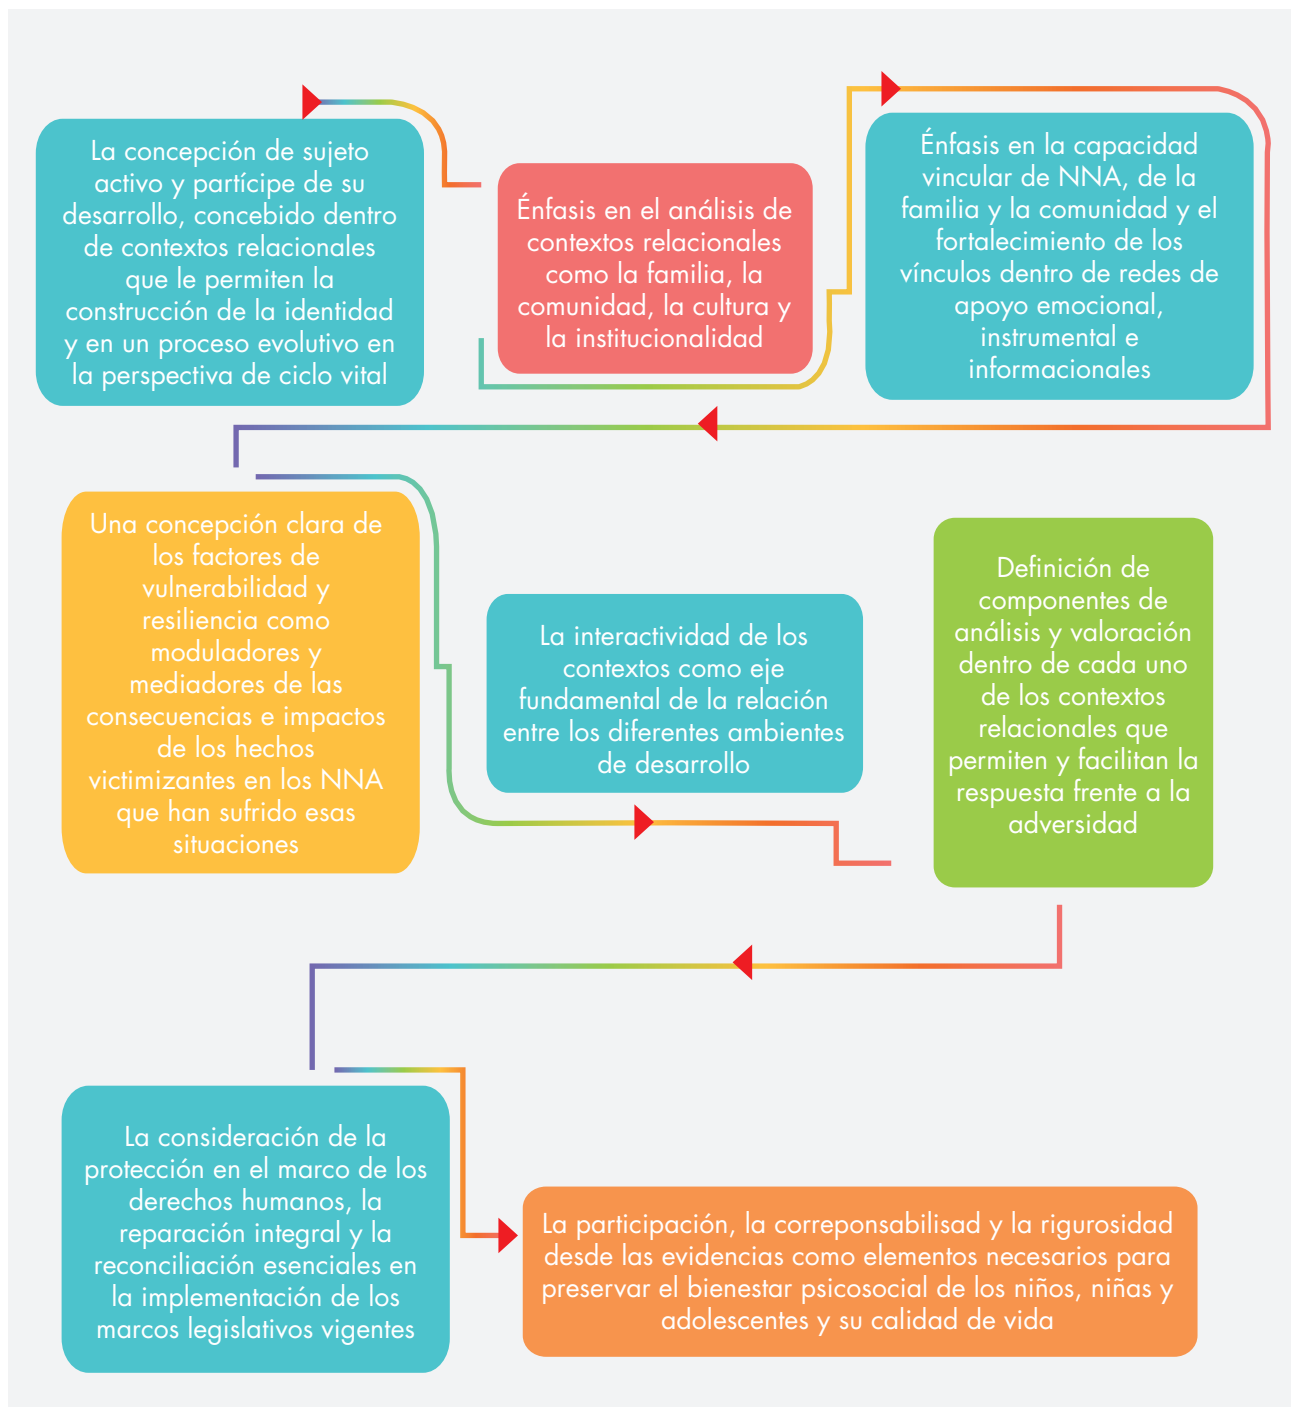 La concepción de sujeto
activo y partícipe de su
desarrollo, concebido dentro
de contextos relacionales
que le permiten la
construcción de la identidad
y en un proceso evolutivo en
la perspectiva de ciclo vital
Énfasis en el análisis de
contextos relacionales
como la familia, la
comunidad, la cultura y
la institucionalidad
Énfasis en la capacidad
vincular de NNA, de la
familia y la comunidad y el
fortalecimiento de los
vínculos dentro de redes de
apoyo emocional,
instrumental e
informacionales
Una concepción clara de
los factores de
vulnerabilidad y
resiliencia como
moduladores y
mediadores de las
consecuencias e impactos
de los hechos
victimizantes en los NNA
que han sufrido esas
situaciones
La interactividad de los
contextos como eje
fundamental de la relación
entre los diferentes ambientes
de desarrollo
Definición de
componentes de
análisis y valoración
dentro de cada uno
de los contextos
relacionales que
permiten y facilitan la
respuesta frente a la
adversidad
La consideración de la
protección en el marco de los
derechos humanos, la
reparación integral y la
reconciliación esenciales en
la implementación de los
marcos legislativos vigentes
La participación, la correponsabilisad y la rigurosidad
desde las evidencias como elementos necesarios para
preservar el bienestar psicosocial de los niños, niñas y
adolescentes y su calidad de vida